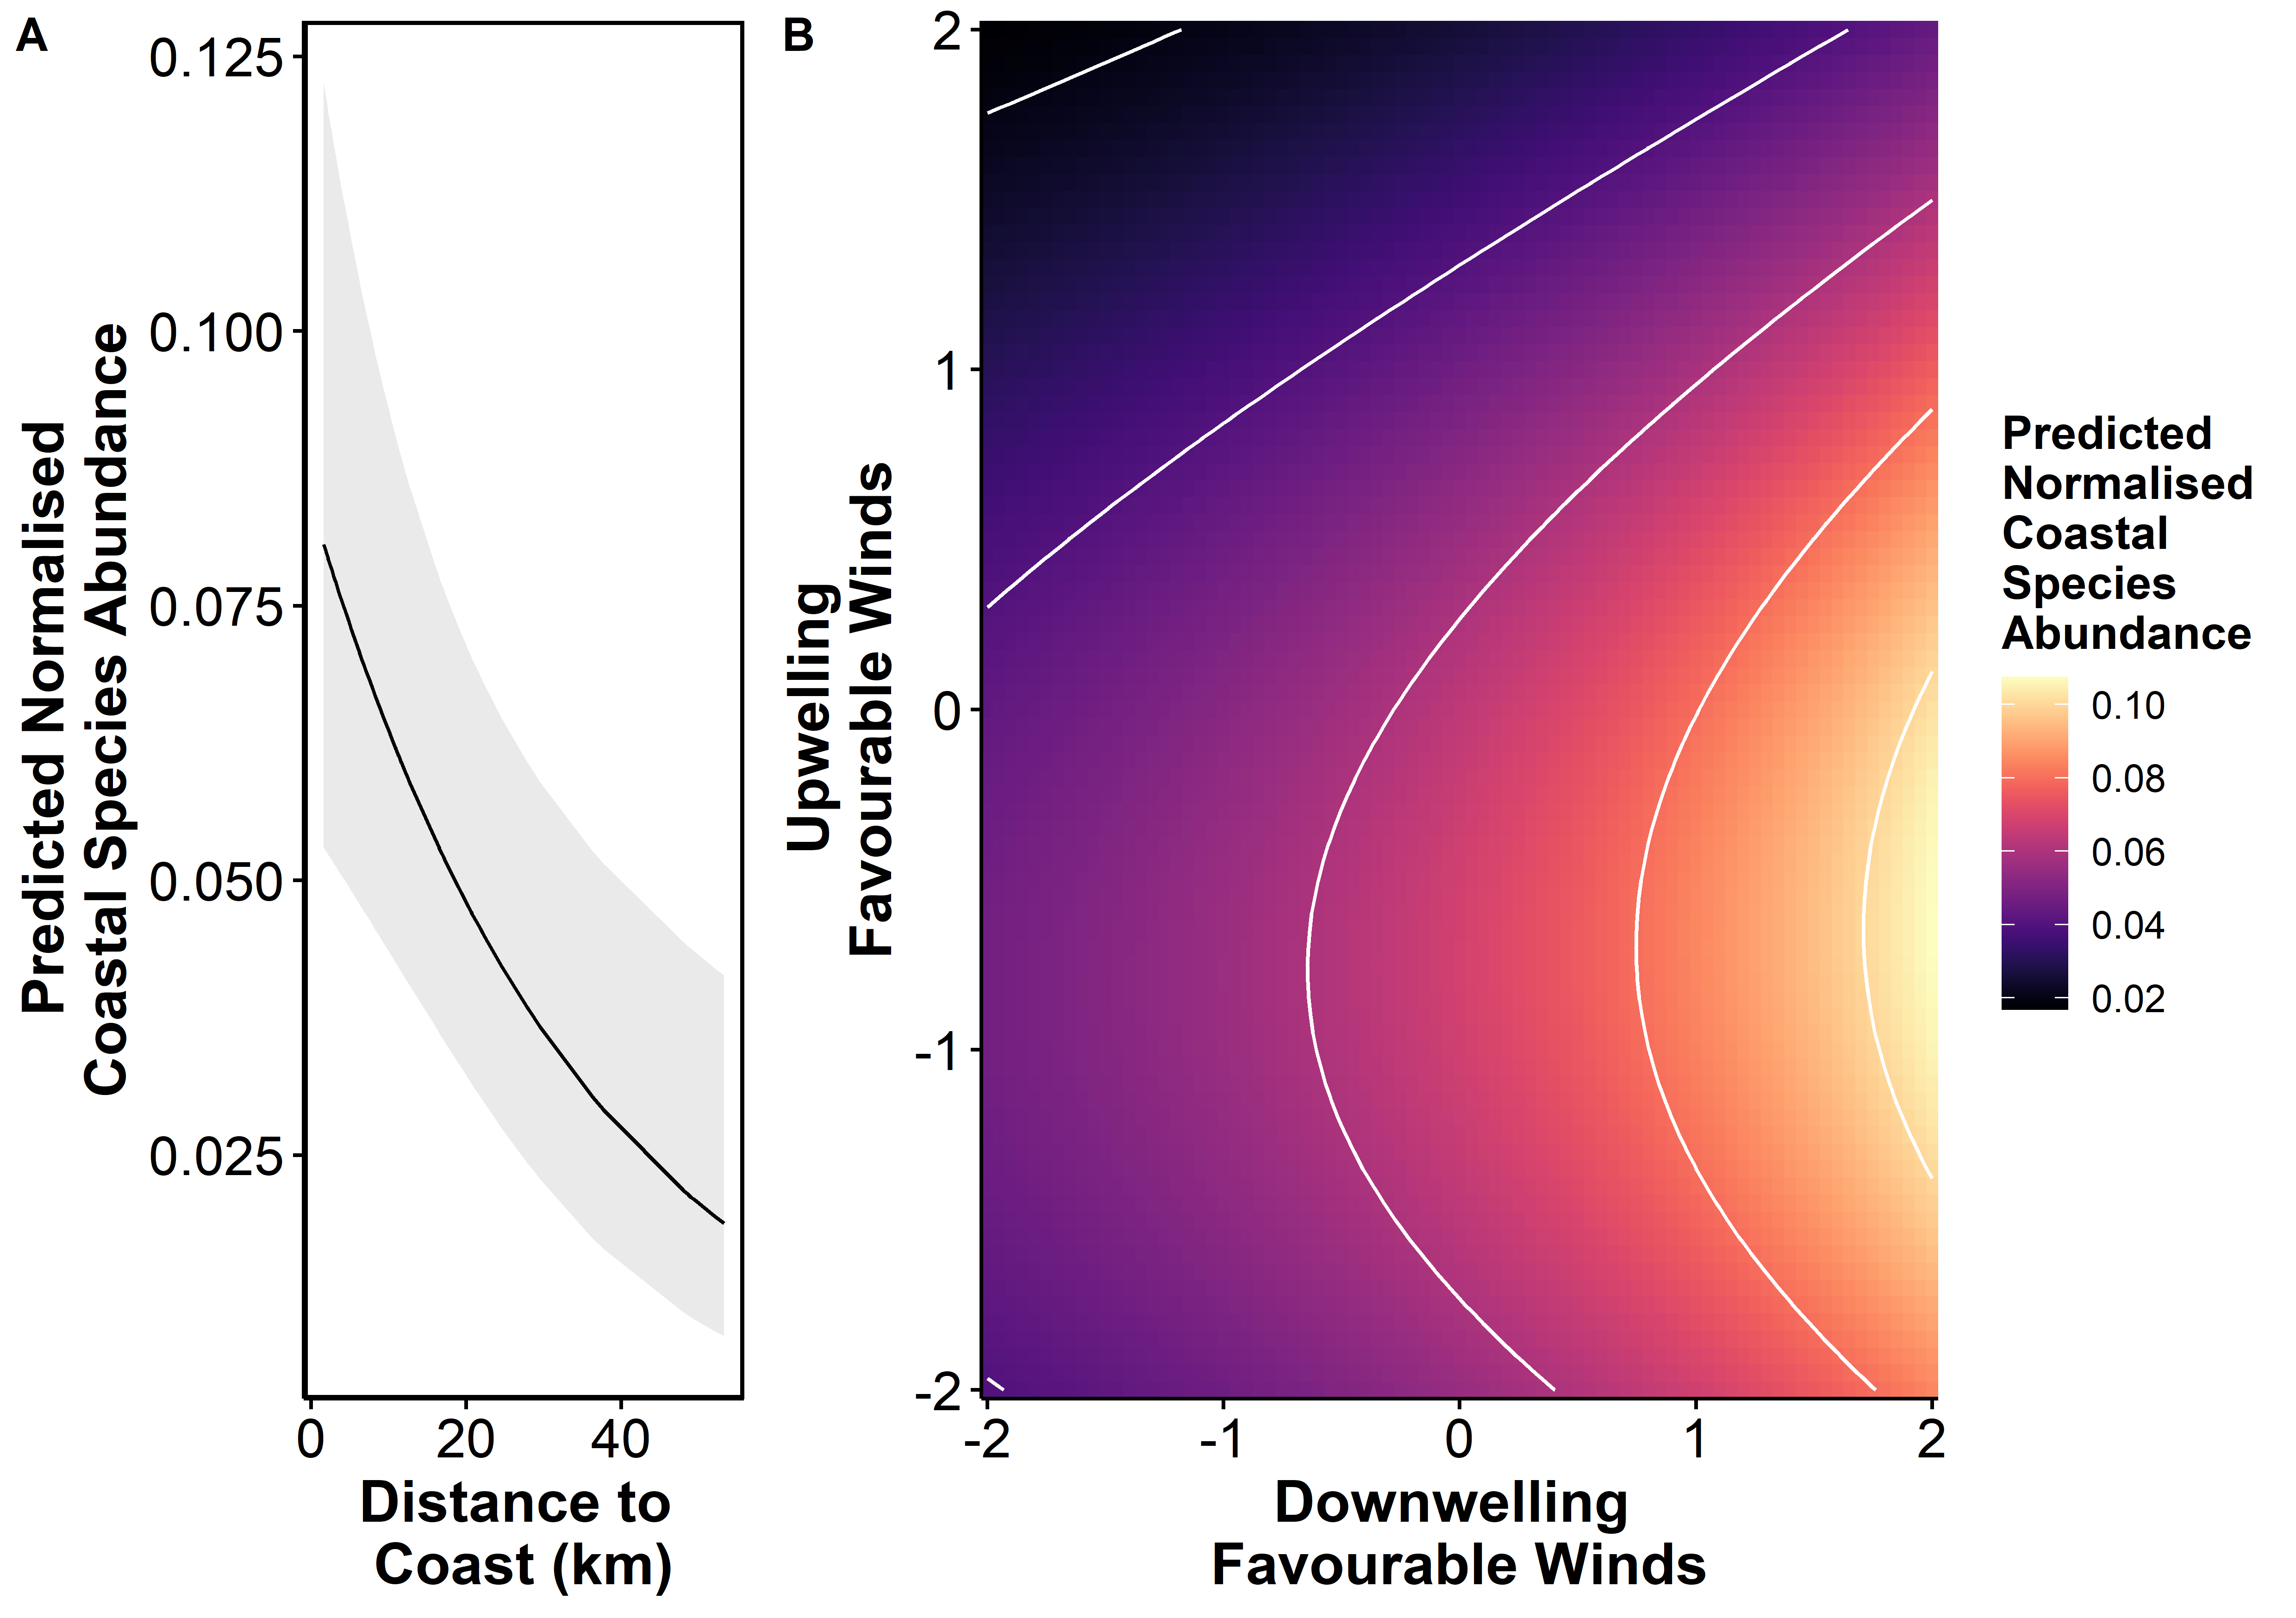 A
0.125
0.100
0.075
0.050
0.025
Predicted Normalised
Coastal Species Abundance
0 20 40
Distance to
Coast (km)
B
2
1
0
-1
-2
Upwelling
Favourable Winds
-2 -1 0 1 2
Downwelling
Favourable Winds
Predicted
Normalised
Coastal
Species
Abundance
0.10
0.08
0.06
0.04
0.02